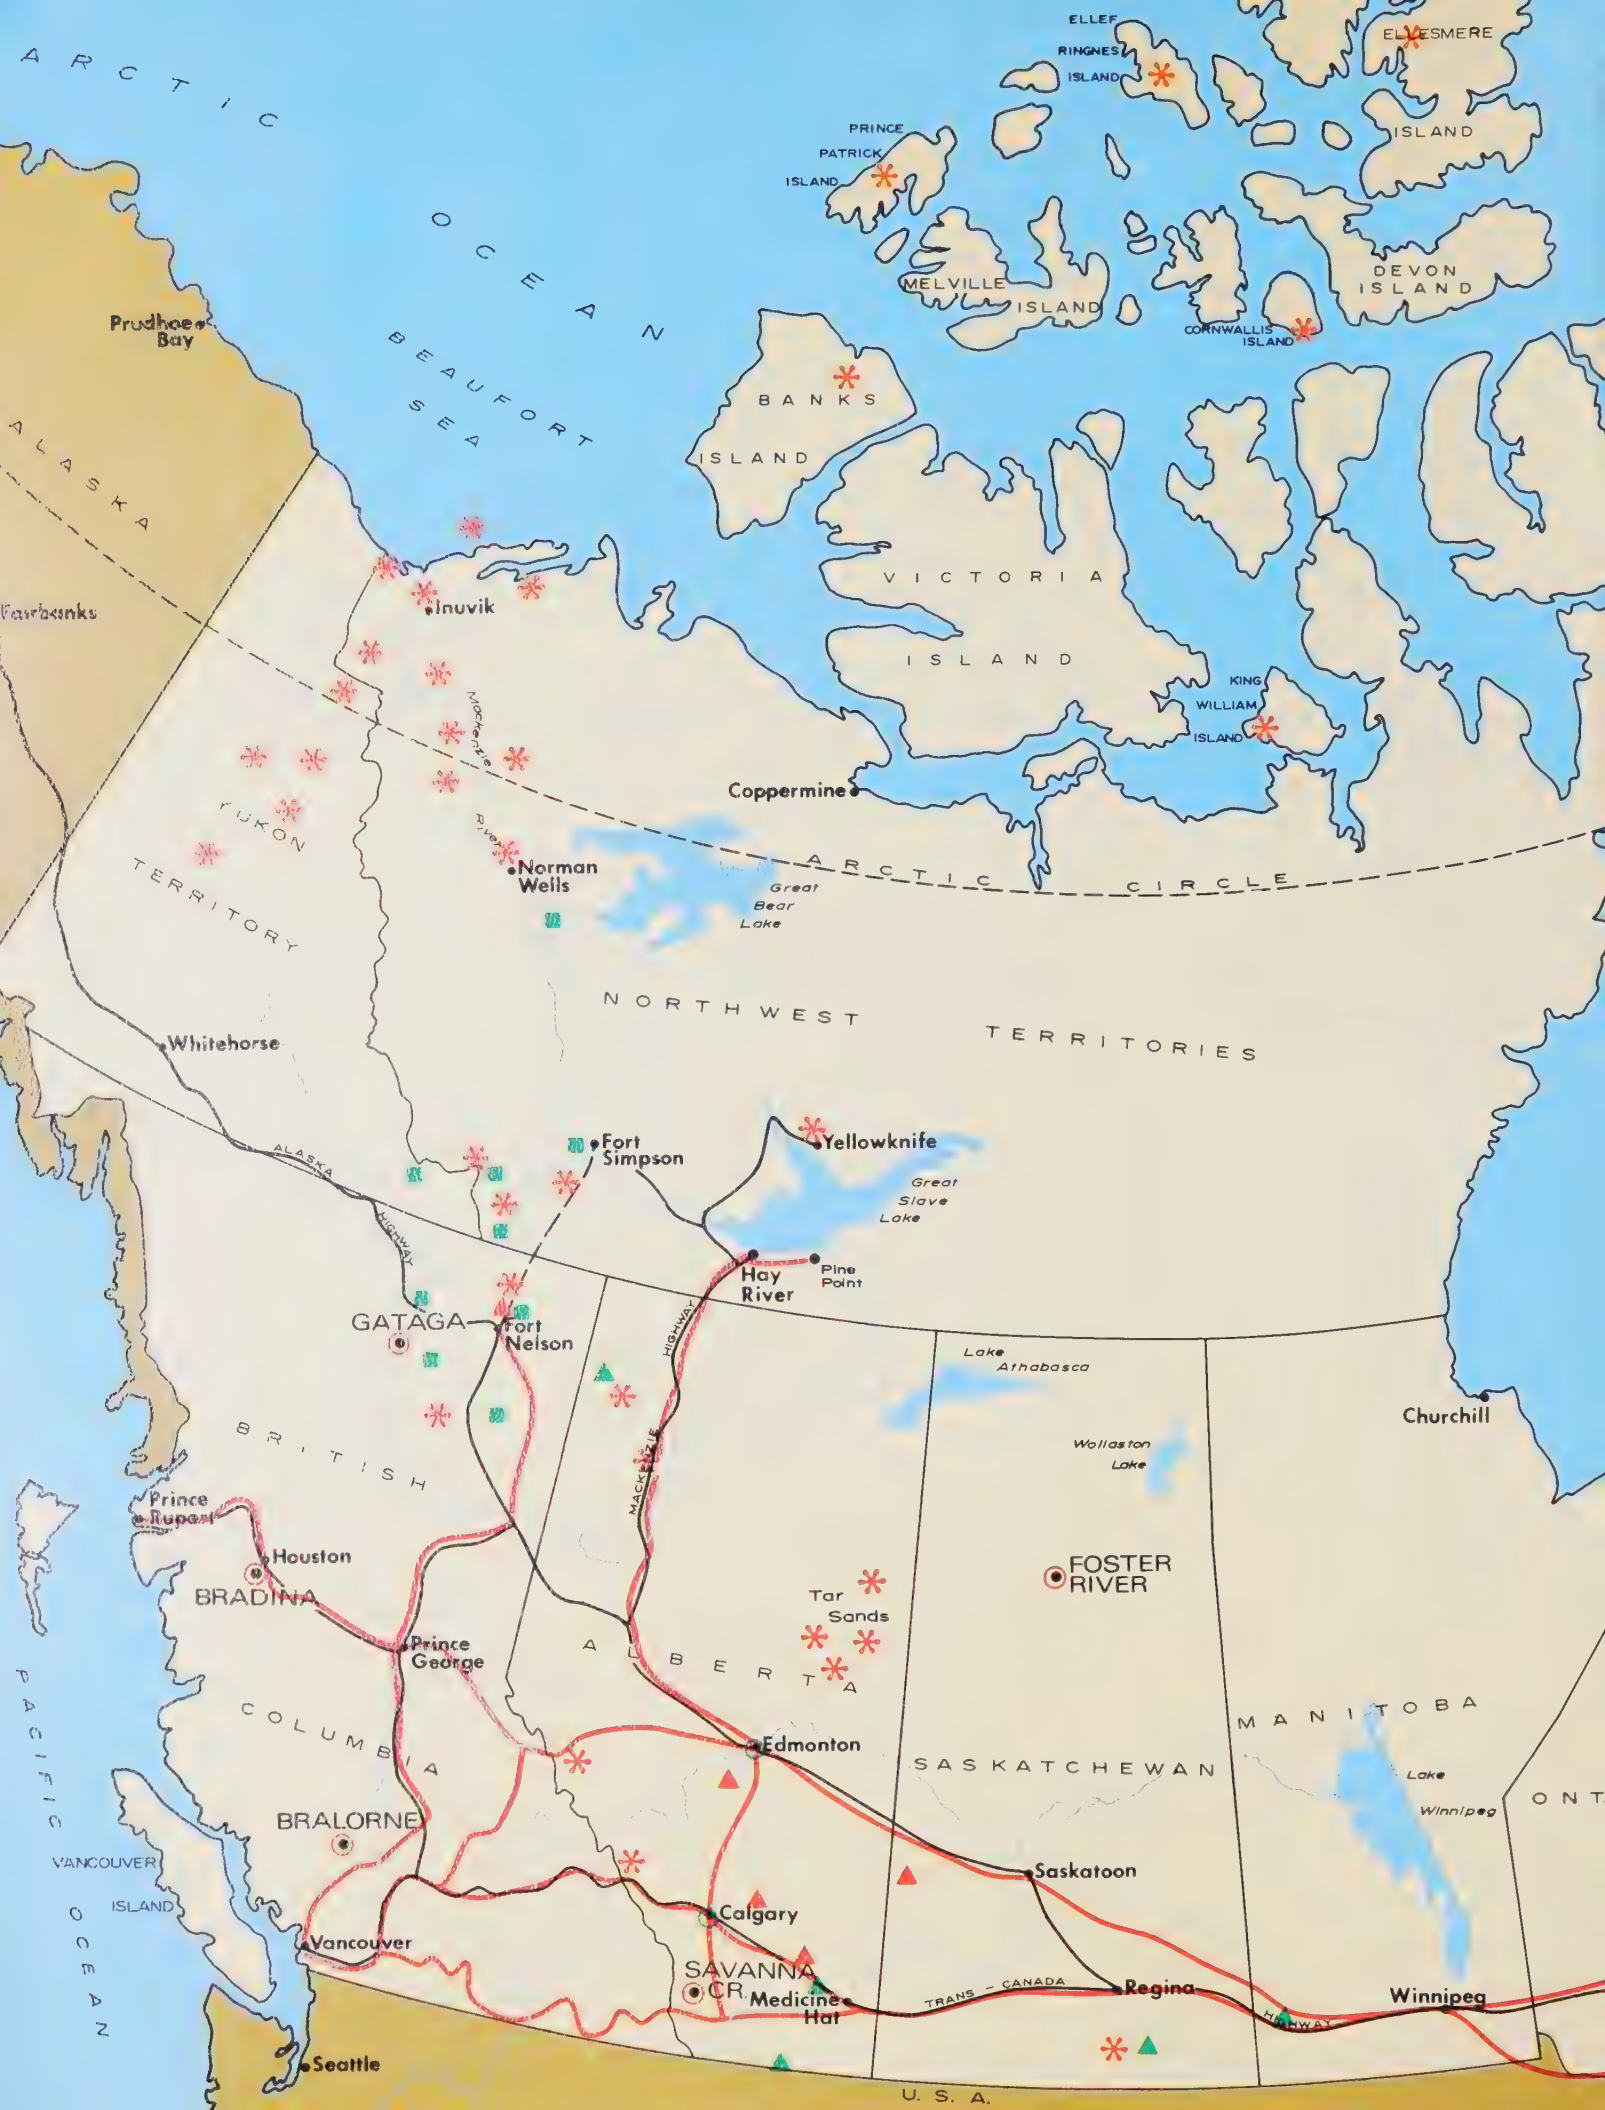 ARCTIC
OCEAN
BEAUFORT
SEA
ELLEF
RINGNES
ISLAND
ELLESMERE
ISLAND
PRINCE
PATRICK
ISLAND
MELVILLE
ISLAND
DEVON
ISLAND
CORNWALLIS
ISLAND
BANKS
ISLAND
Prudhoe
Bay
ALASKA
Fairbanks
Inuvik
VICTORIA
ISLAND
KING
WILLIAM
ISLAND
Mackenzie
River
Coppermine
ARCTIC CIRCLE
YUKON
TERRITORY
Norman
Wells
Great
Bear
Lake
NORTHWEST
TERRITORIES
Whitehorse
ALASKA
HIGHWAY
Fort
Simpson
Yellowknife
Great
Slave
Lake
Hay
River
Pine
Point
GATAGA
Fort
Nelson
HIGHWAY
MACKENZIE
Lake
Athabasca
Wollaston
Lake
Churchill
BRITISH
COLUMBIA
Prince
Rupert
Houston
BRADINA
Prince
George
Tar
Sands
FOSTER
RIVER
ALBERTA
Edmonton
SASKATCHEWAN
MANITOBA
Lake
Winnipeg
ONT.
PACIFIC
OCEAN
BRALORNE
VANCOUVER
ISLAND
Vancouver
Saskatoon
Calgary
SAVANNA
CR.
Medicine
Hat
TRANS - CANADA
Regina
HIGHWAY
Winnipeg
Seattle
U. S. A.